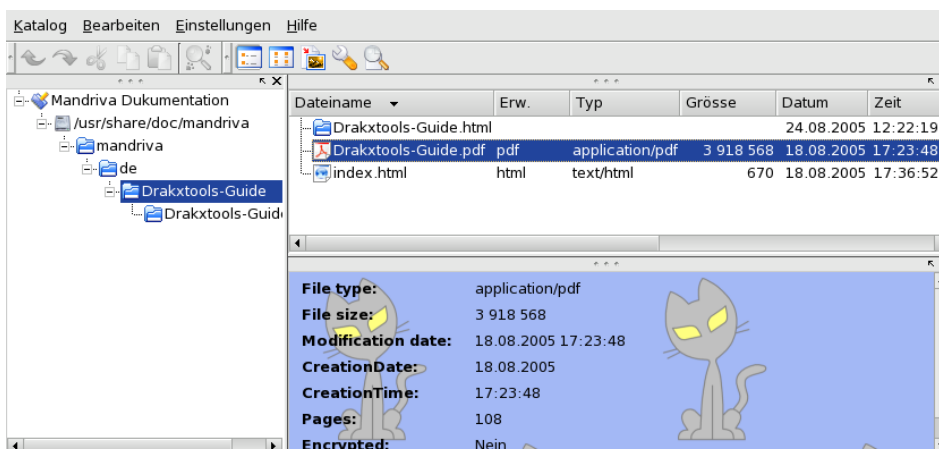 Katalog Bearbeiten Einstellungen Hilfe
Mandriva Dukumentation
/usr/share/doc/mandriva
mandriva
de
Drakxtools-Guide
Drakxtools-Guid
Dateiname Erw. Typ Grösse Datum Zeit
Drakxtools-Guide.html 24.08.2005 12:22:19
Drakxtools-Guide.pdf pdf application/pdf 3 918 568 18.08.2005 17:23:48
index.html html text/html 670 18.08.2005 17:36:52
File type: application/pdf
File size: 3 918 568
Modification date: 18.08.2005 17:23:48
CreationDate: 18.08.2005
CreationTime: 17:23:48
Pages: 108
Encrypted: Nein